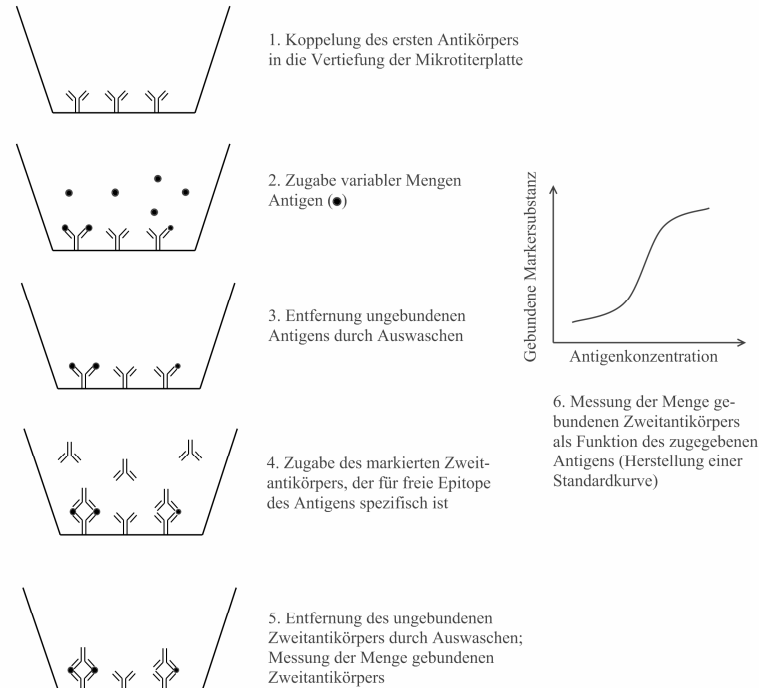 1. Koppelung des ersten Antikörpers
in die Vertiefung der Mikrotiterplatte
2. Zugabe variabler Mengen
Antigen (●)
3. Entfernung ungebundenen
Antigens durch Auswaschen
4. Zugabe des markierten Zweit-
antikörpers, der für freie Epitope
des Antigens spezifisch ist
5. Entfernung des ungebundenen
Zweitantikörpers durch Auswaschen;
Messung der Menge gebundenen
Zweitantikörpers
Gebundene Markersubstanz
Antigenkonzentration
6. Messung der Menge ge-
bundenen Zweitantikörpers
als Funktion des zugegebenen
Antigens (Herstellung einer
Standardkurve)